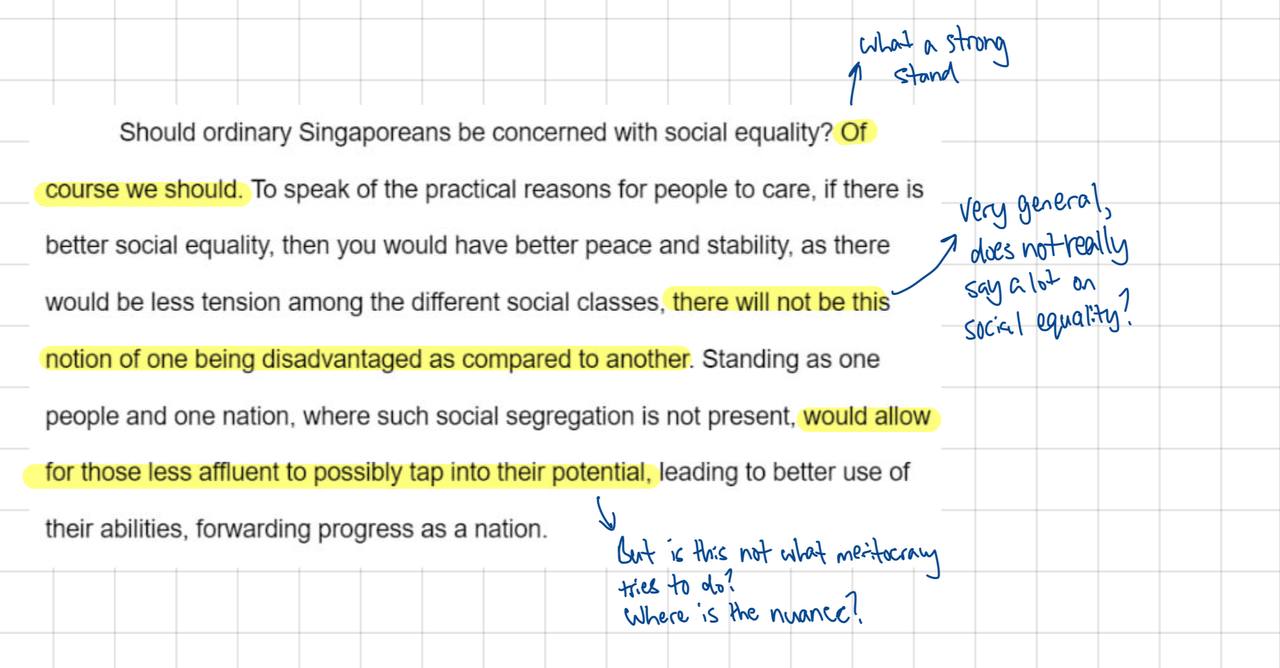 what a strong
stand
Should ordinary Singaporeans be concerned with social equality? Of
course we should. To speak of the practical reasons for people to care, if there is
better social equality, then you would have better peace and stability, as there
would be less tension among the different social classes, there will not be this
notion of one being disadvantaged as compared to another. Standing as one
people and one nation, where such social segregation is not present, would allow
for those less affluent to possibly tap into their potential, leading to better use of
their abilities, forwarding progress as a nation.
very general,
does not really
say a lot on
social equality?
But is this not what meritocracy
tries to do?
Where is the nuance?